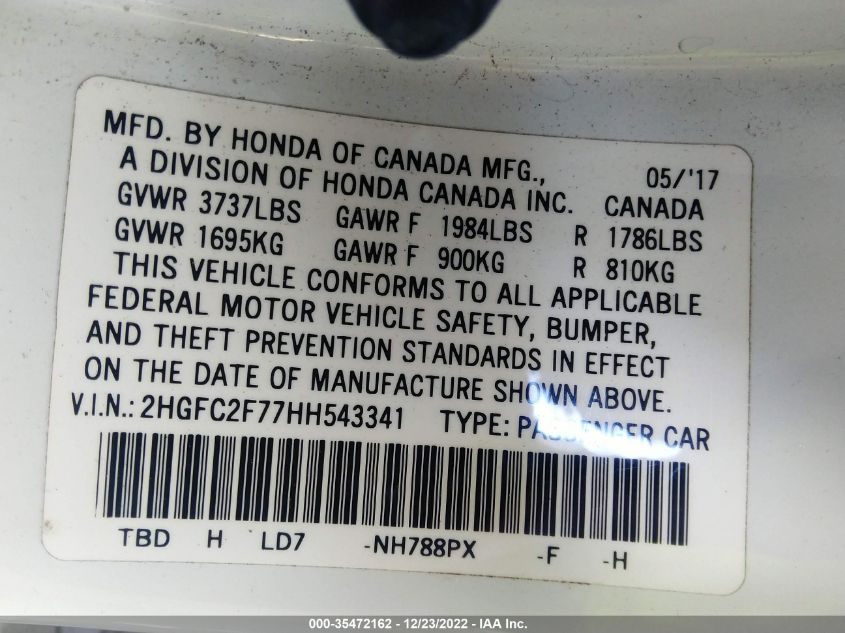 MFD. BY HONDA OF CANADA MFG., 05/'17
A DIVISION OF HONDA CANADA INC. CANADA
GVWR 3737LBS GAWR F 1984LBS R 1786LBS
GVWR 1695KG GAWR F 900KG R 810KG
THIS VEHICLE CONFORMS TO ALL APPLICABLE
FEDERAL MOTOR VEHICLE SAFETY, BUMPER,
AND THEFT PREVENTION STANDARDS IN EFFECT
ON THE DATE OF MANUFACTURE SHOWN ABOVE.
V.I.N.: 2HGFC2F77HH543341 TYPE: PASSENGER CAR
TBD H LD7 -NH788PX -F -H
000-35472162 - 12/23/2022 - IAA Inc.